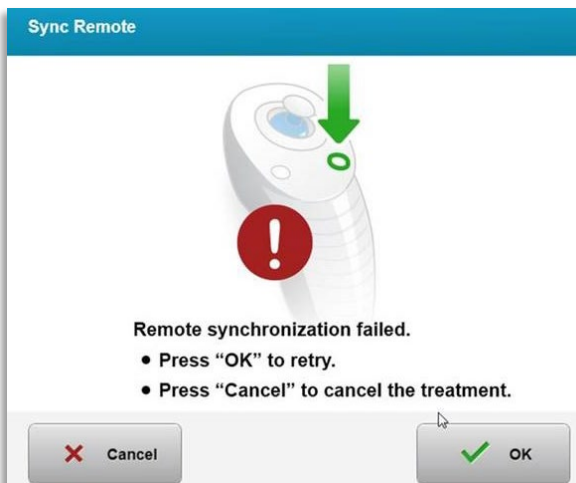 Sync Remote
Remote synchronization failed.
• Press “OK” to retry.
• Press “Cancel” to cancel the treatment.
Cancel
OK